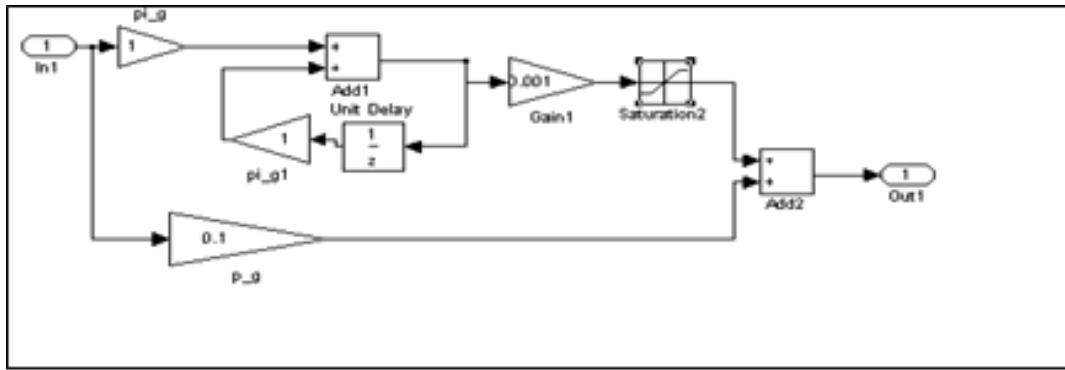 pi_g
1
1
In1
+
+
Add1
0.001
Gain1
Saturation2
Unit Delay
1
z
1
pi_g1
+
+
Add2
1
Out1
0.1
p_g